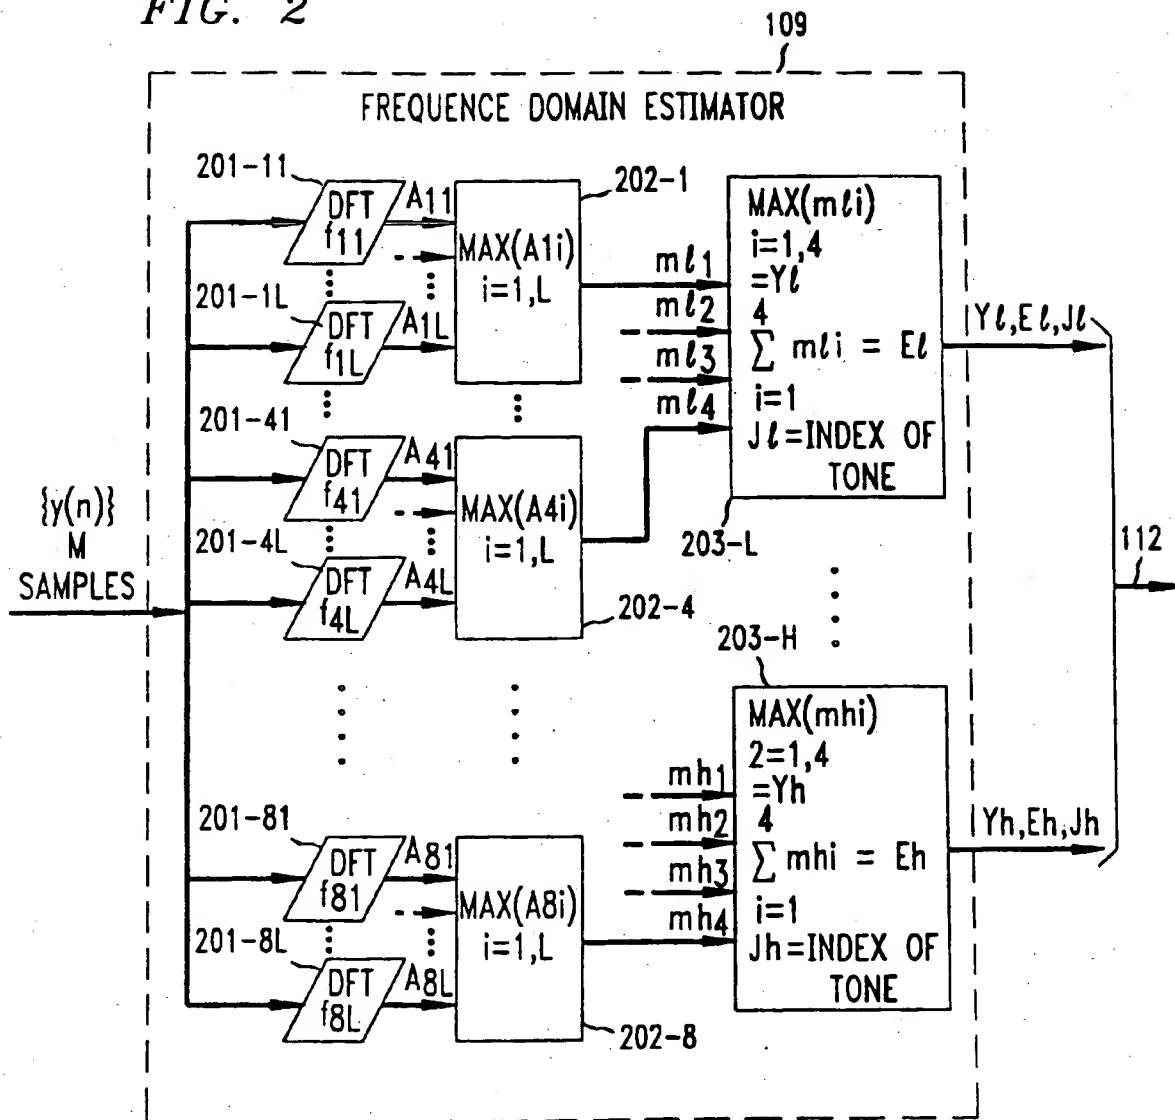 FIG. 2
109
FREQUENCE DOMAIN ESTIMATOR
201-11
DFT
f11
A11
MAX(A1i)
i=1,L
202-1
201-1L
DFT
f1L
A1L
201-41
DFT
f41
A41
MAX(A4i)
i=1,L
202-4
201-4L
DFT
f4L
A4L
{y(n)}
M
SAMPLES
mℓ1
mℓ2
mℓ3
mℓ4
MAX(mℓi)
i=1,4
=Yℓ
4
∑ mℓi = Eℓ
i=1
Jℓ=INDEX OF
TONE
203-L
Yℓ,Eℓ,Jℓ
112
203-H
201-81
DFT
f81
A81
MAX(A8i)
i=1,L
202-8
201-8L
DFT
f8L
A8L
mh1
mh2
mh3
mh4
MAX(mhi)
2=1,4
=Yh
4
∑ mhi = Eh
i=1
Jh=INDEX OF
TONE
Yh,Eh,Jh